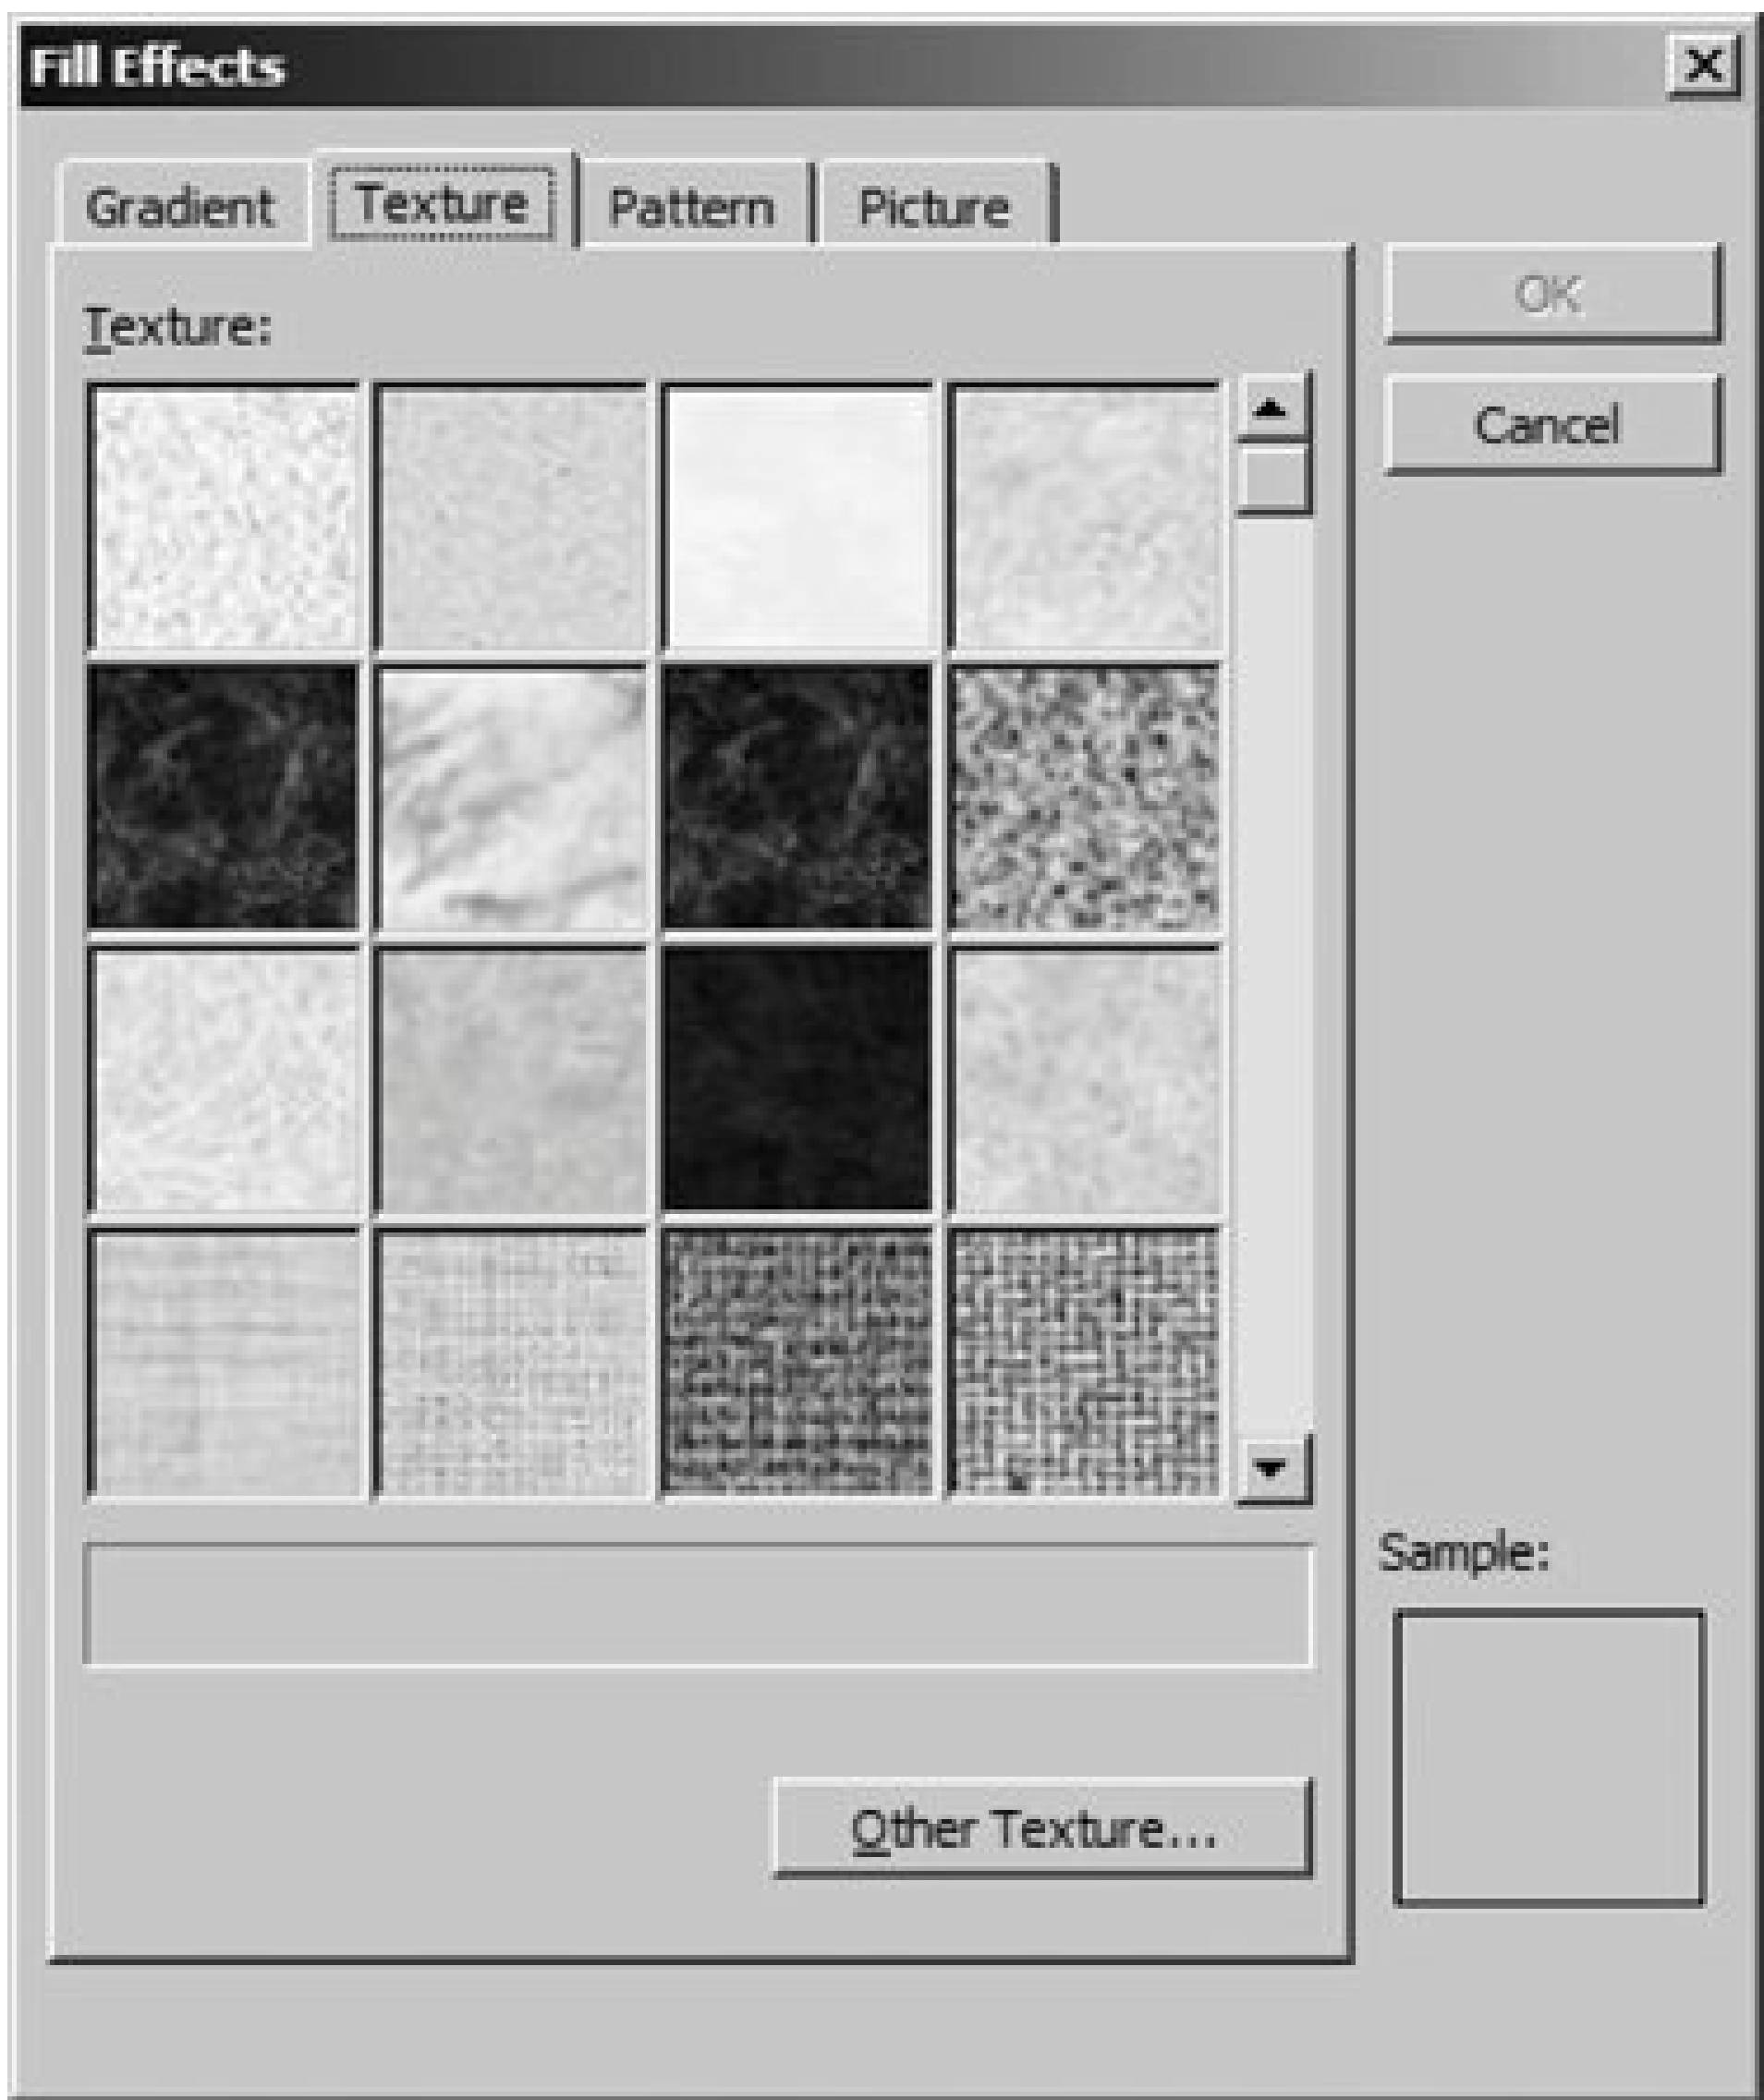 Fill Effects
Gradient Texture Pattern Picture
Texture:
OK
Cancel
Sample:
Other Texture...